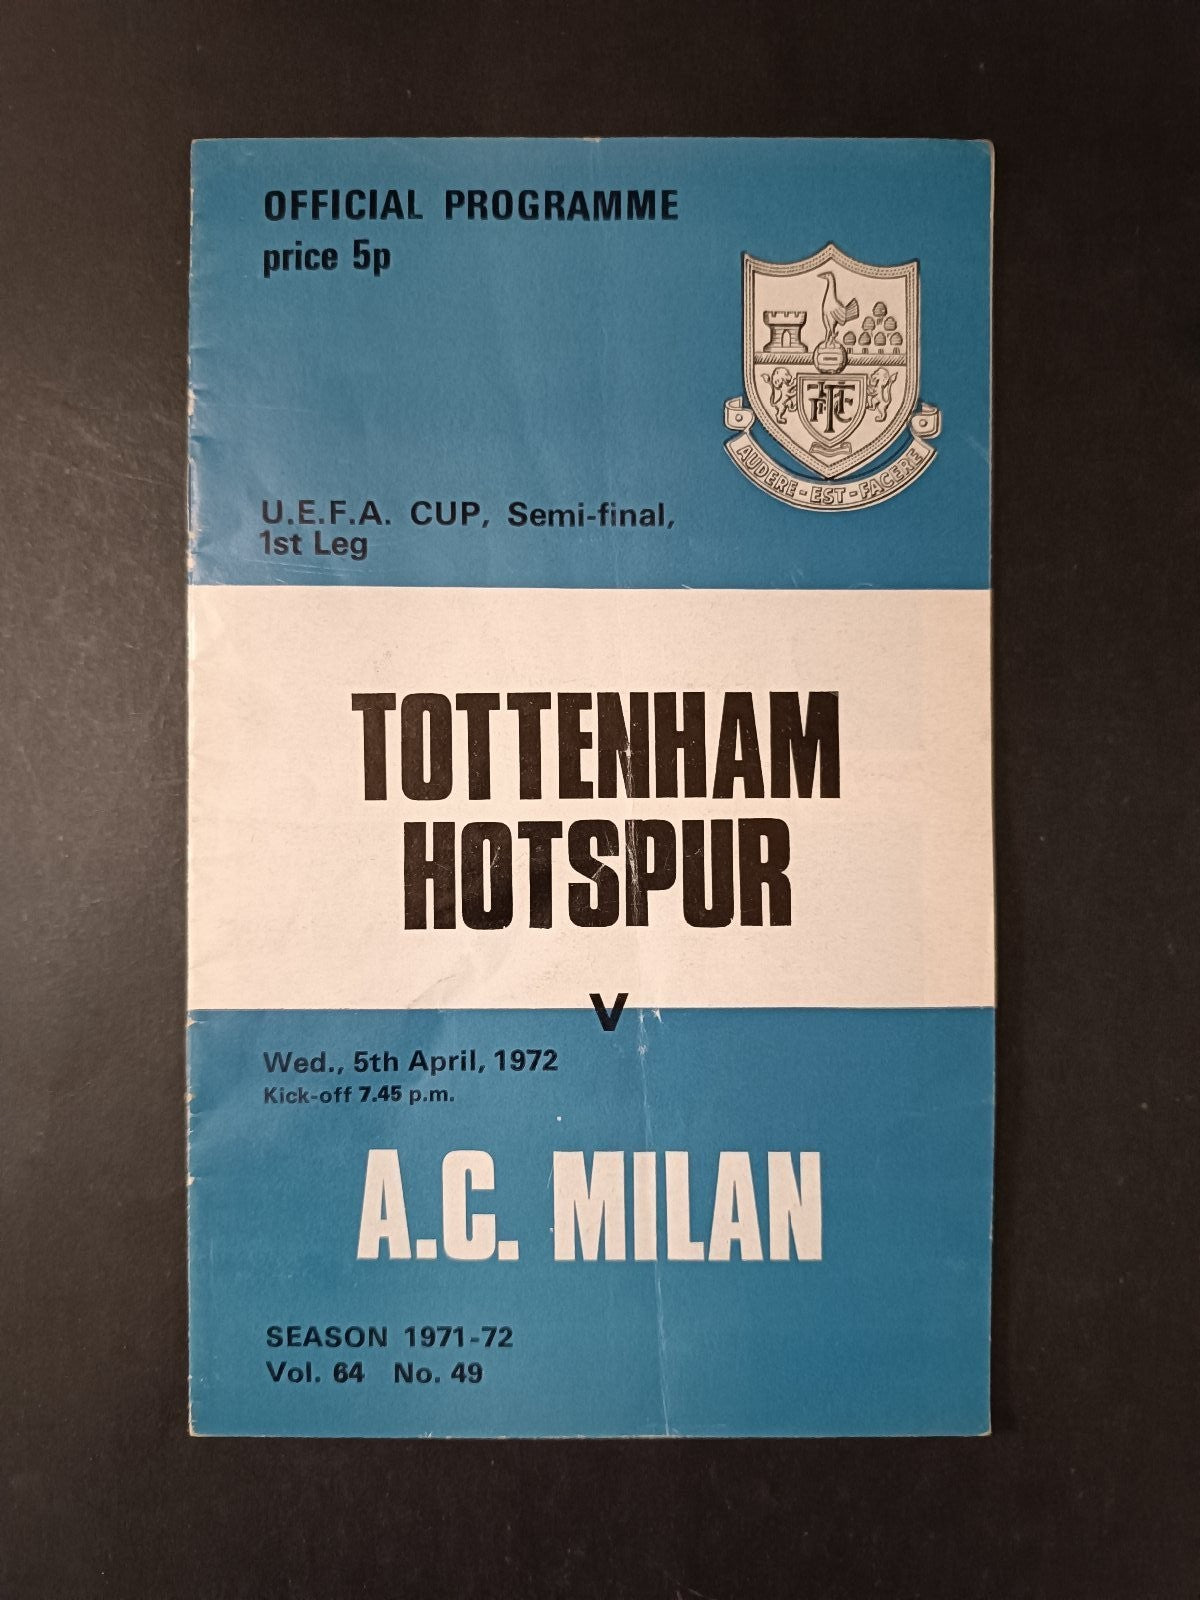 OFFICIAL PROGRAMME
price 5p
AUDERE-EST-FACERE
U.E.F.A. CUP, Semi-final,
1st Leg
TOTTENHAM
HOTSPUR
v
Wed., 5th April, 1972
Kick-off 7.45 p.m.
A.C. MILAN
SEASON 1971-72
Vol. 64 No. 49